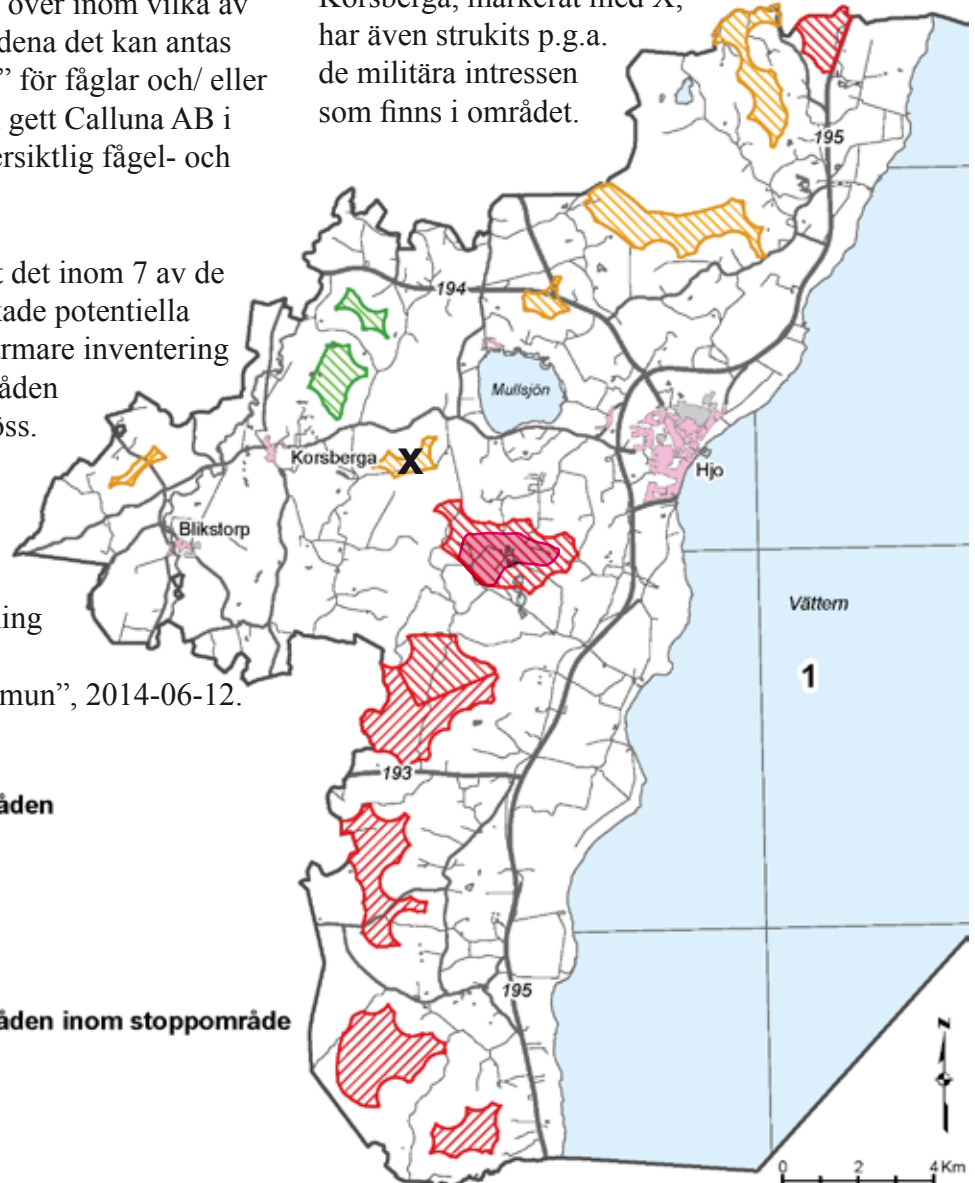 över inom vilka av
dena det kan antas
” för fåglar och/ eller
gett Calluna AB i
ersiktlig fågel- och
t det inom 7 av de
kade potentiella
ärmare inventering
åden
öss.
ning
mun”, 2014-06-12.
åden
åden inom stoppområde
Korsberga, markerat med X,
har även strukits p.g.a.
de militära intressen
som finns i området.
195
194
Mullsjön
Korsberga
X
Hjo
Blikstorp
Vättern
1
193
195
N
0 2 4 Km